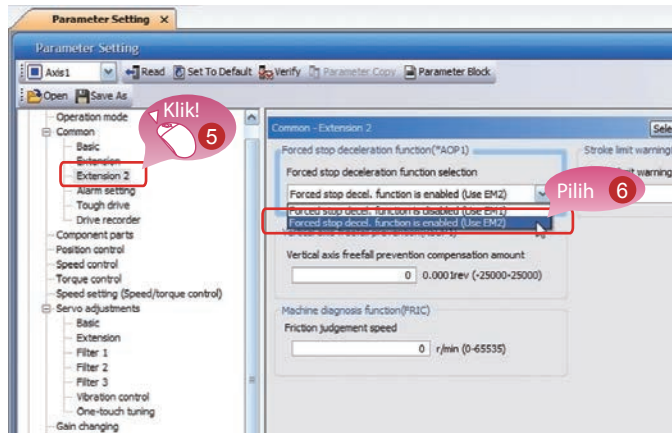 Parameter Setting ×
Parameter Setting
Axis1 Read Set To Default Verify Parameter Copy Parameter Block
Open Save As
Operation mode
Common
Basic
Extension
Extension 2
Alarm setting
Tough drive
Drive recorder
Component parts
Position control
Speed control
Torque control
Speed setting (Speed/torque control)
Servo adjustments
Basic
Extension
Filter 1
Filter 2
Filter 3
Vibration control
One-touch tuning
Gain changing
Klik!
5
Common - Extension 2
Sele
Forced stop deceleration function(*AOP1)
Forced stop deceleration function selection
Forced stop decel. function is enabled (Use EM2)
Forced stop decel. function is disabled (Use EM1)
Forced stop decel. function is enabled (Use EM2)
Pilih 6
Vertical axis freefall prevention compensation amount
0 0.0001rev (-25000-25000)
Machine diagnosis function(FRIC)
Friction judgement speed
0 r/min (0-65535)
Stroke limit warning
warning